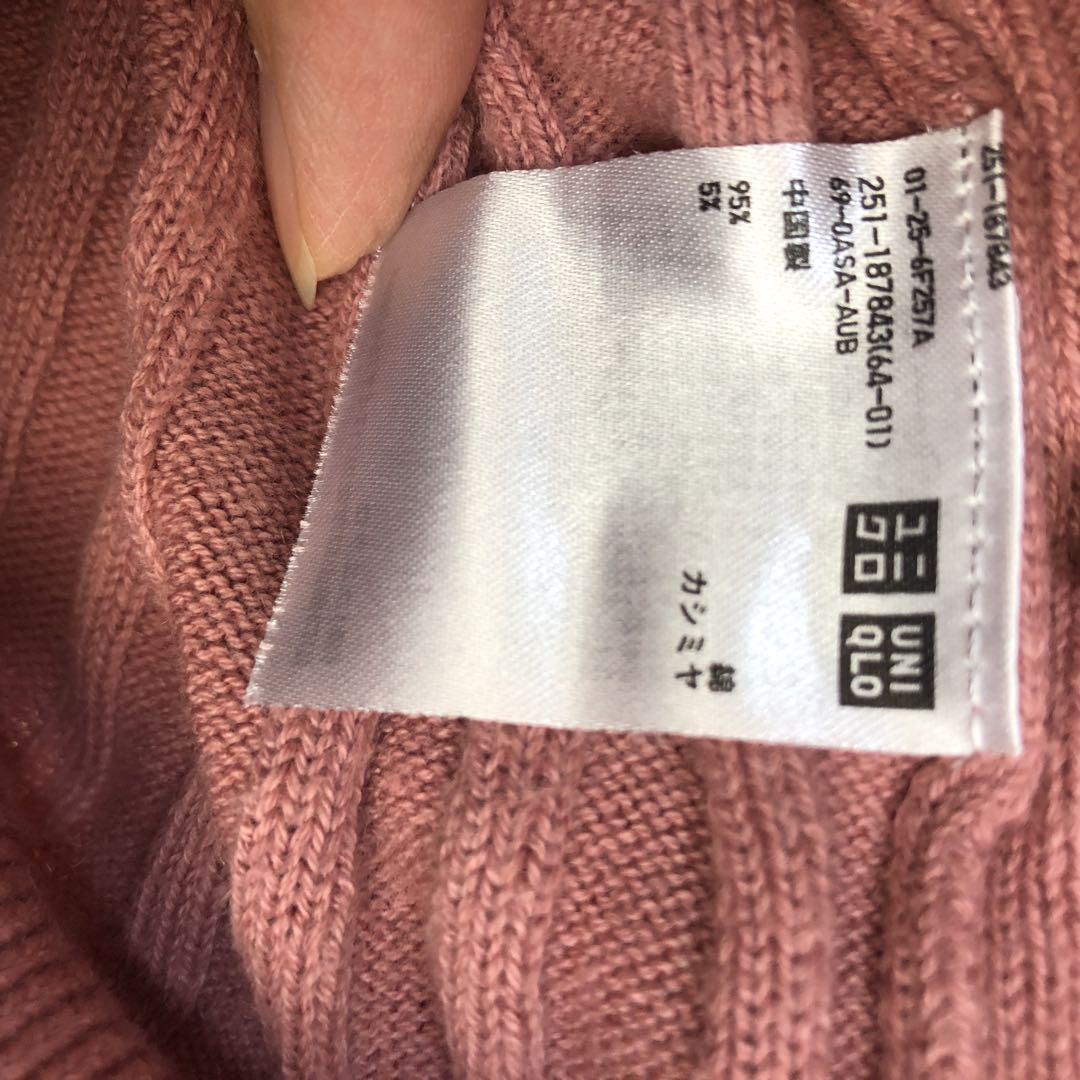 251-187843
01-25-6F267A
251-187843(64-01)
69-0ASA-AUB
ユニ
クロ
UNI
QLO
中国製
95% 綿
5% カシミヤ